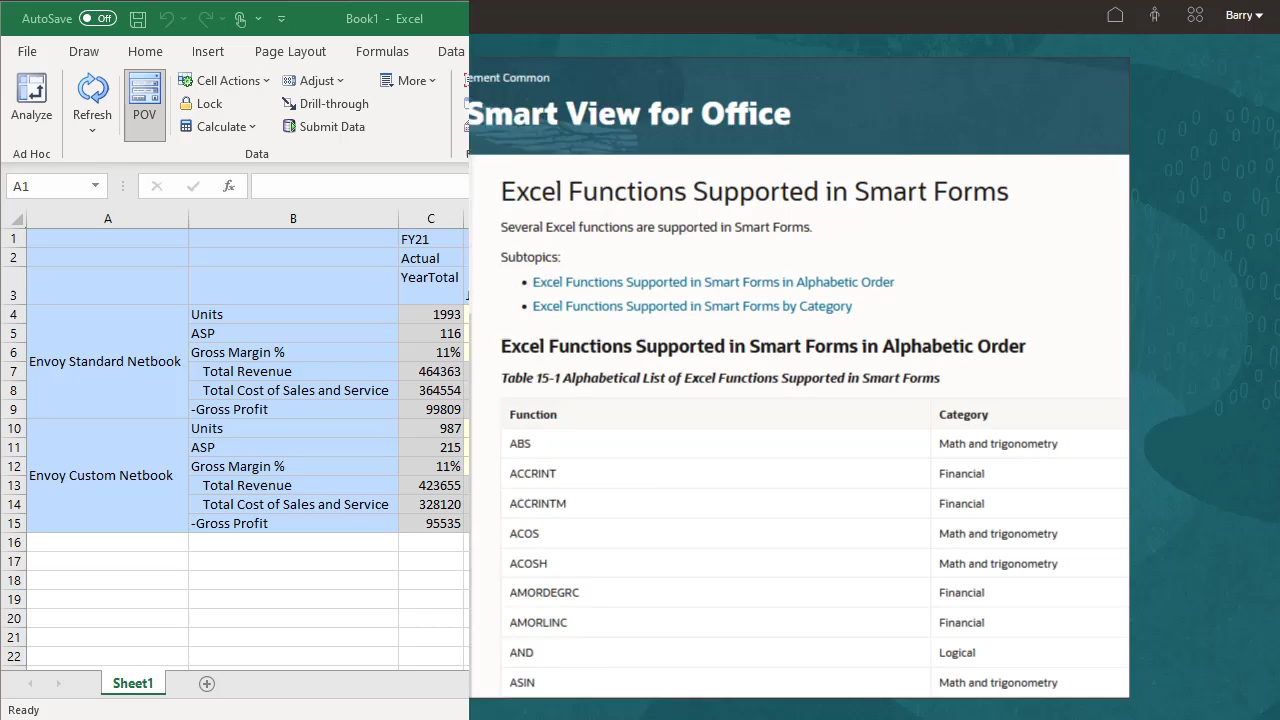 AutoSave Off Book1 - Excel
File Draw Home Insert Page Layout Formulas Data
Analyze Refresh POV Cell Actions Adjust More
Lock Drill-through
Calculate Submit Data
Ad Hoc Data
A1 fx
A B C
1 FY21
2 Actual
3 YearTotal
4 Units 1993
5 ASP 116
6 Envoy Standard Netbook Gross Margin % 11%
7 Total Revenue 464363
8 Total Cost of Sales and Service 364554
9 -Gross Profit 99809
10 Units 987
11 ASP 215
12 Envoy Custom Netbook Gross Margin % 11%
13 Total Revenue 423655
14 Total Cost of Sales and Service 328120
15 -Gross Profit 95535
16
17
18
19
20
21
22
Sheet1
Ready
Barry
ement Common
Smart View for Office
Excel Functions Supported in Smart Forms
Several Excel functions are supported in Smart Forms.
Subtopics:
• Excel Functions Supported in Smart Forms in Alphabetic Order
• Excel Functions Supported in Smart Forms by Category
Excel Functions Supported in Smart Forms in Alphabetic Order
Table 15-1 Alphabetical List of Excel Functions Supported in Smart Forms
Function Category
ABS Math and trigonometry
ACCRINT Financial
ACCRINTM Financial
ACOS Math and trigonometry
ACOSH Math and trigonometry
AMORDEGRC Financial
AMORLINC Financial
AND Logical
ASIN Math and trigonometry